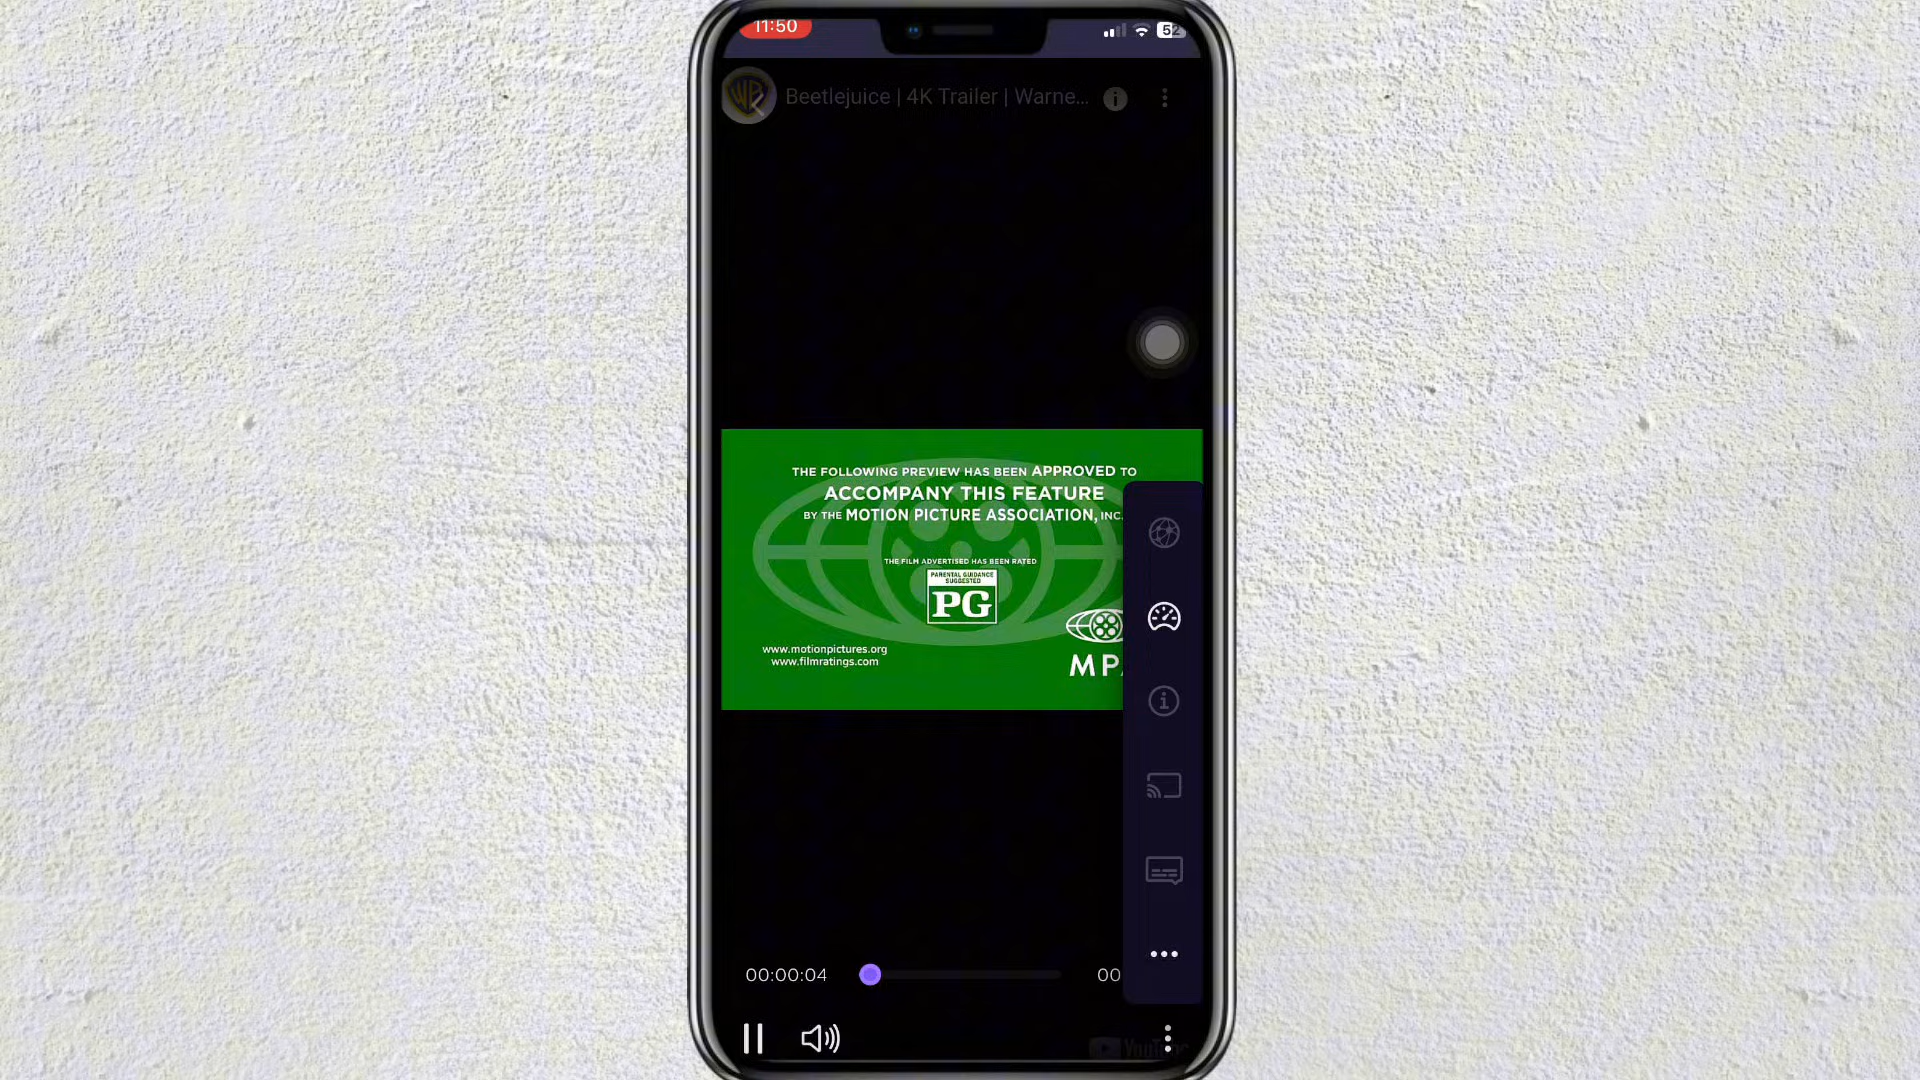 11:50
52
Beetlejuice | 4K Trailer | Warne...
THE FOLLOWING PREVIEW HAS BEEN APPROVED TO
ACCOMPANY THIS FEATURE
BY THE MOTION PICTURE ASSOCIATION, INC.
THE FILM ADVERTISED HAS BEEN RATED
PARENTAL GUIDANCE
SUGGESTED
PG
www.motionpictures.org
www.filmratings.com
MP
00:00:04
00
YouTube